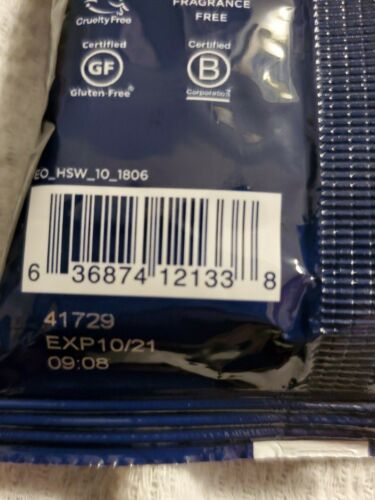 Cruelty Free
FRAGRANCE
FREE
Certified
GF
Gluten-Free®
Certified
B
Corporation
EO_HSW_10_1806
6 36874 12133 8
41729
EXP10/21
09:08